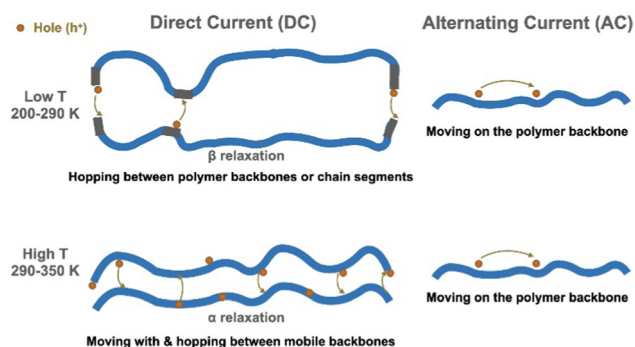 Direct Current (DC)
Alternating Current (AC)
Hole (h⁺)
Low T
200-290 K
β relaxation
Hopping between polymer backbones or chain segments
Moving on the polymer backbone
High T
290-350 K
α relaxation
Moving with & hopping between mobile backbones
Moving on the polymer backbone